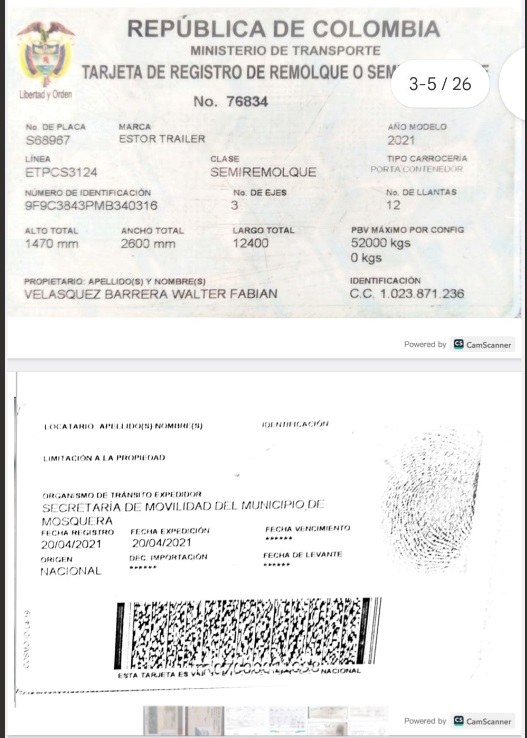 REPÚBLICA DE COLOMBIA
MINISTERIO DE TRANSPORTE
TARJETA DE REGISTRO DE REMOLQUE O
3-5 / 26
Libertad y Orden
No. 76834
No. DE PLACA MARCA AÑO MODELO
S68967 ESTOR TRAILER 2021
LÍNEA CLASE TIPO CARROCERÍA
ETPCS3124 SEMIREMOLQUE PORTA CONTENEDOR
NÚMERO DE IDENTIFICACIÓN No. DE EJES No. DE LLANTAS
9F9C3843PMB340316 3 12
ALTO TOTAL ANCHO TOTAL LARGO TOTAL PBV MÁXIMO POR CONFIG
1470 mm 2600 mm 12400 52000 kgs
0 kgs
PROPIETARIO: APELLIDO(S) Y NOMBRE(S) IDENTIFICACIÓN
VELASQUEZ BARRERA WALTER FABIAN C.C. 1.023.871.236
Powered by CS CamScanner
LOCATARIO APELLIDO(S) NOMBRE(S) IDENTIFICACIÓN
LIMITACIÓN A LA PROPIEDAD
ORGANISMO DE TRÁNSITO EXPEDIDOR
SECRETARÍA DE MOVILIDAD DEL MUNICIPIO DE
MOSQUERA
FECHA REGISTRO FECHA EXPEDICIÓN FECHA VENCIMIENTO
20/04/2021 20/04/2021 ******
ORIGEN DEC. IMPORTACIÓN FECHA DE LEVANTE
NACIONAL ****** ******
ESTA TARJETA ES NACIONAL
Powered by CS CamScanner